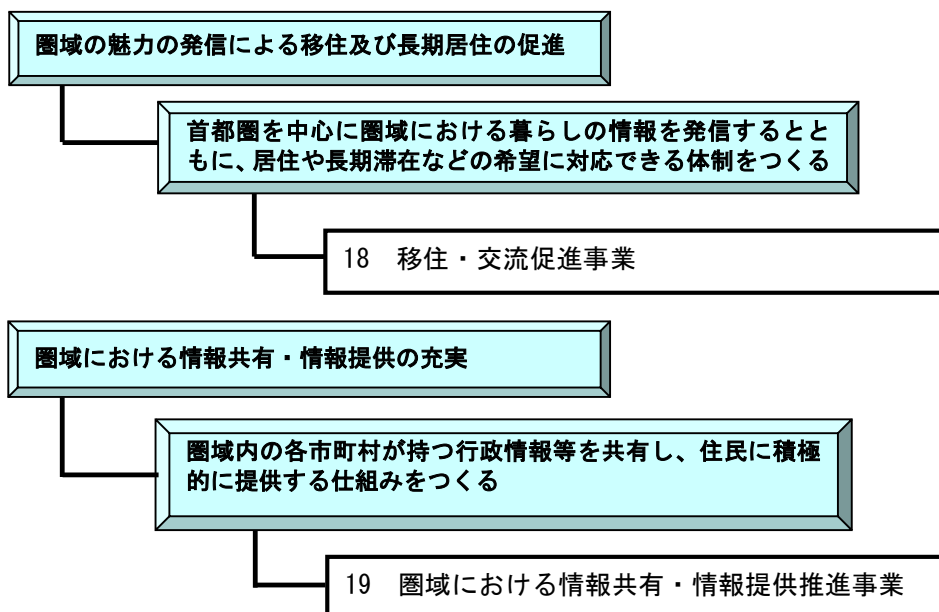 圏域の魅力の発信による移住及び長期居住の促進
首都圏を中心に圏域における暮らしの情報を発信するとと
もに、居住や長期滞在などの希望に対応できる体制をつくる
18　移住・交流促進事業
圏域における情報共有・情報提供の充実
圏域内の各市町村が持つ行政情報等を共有し、住民に積極
的に提供する仕組みをつくる
19　圏域における情報共有・情報提供推進事業